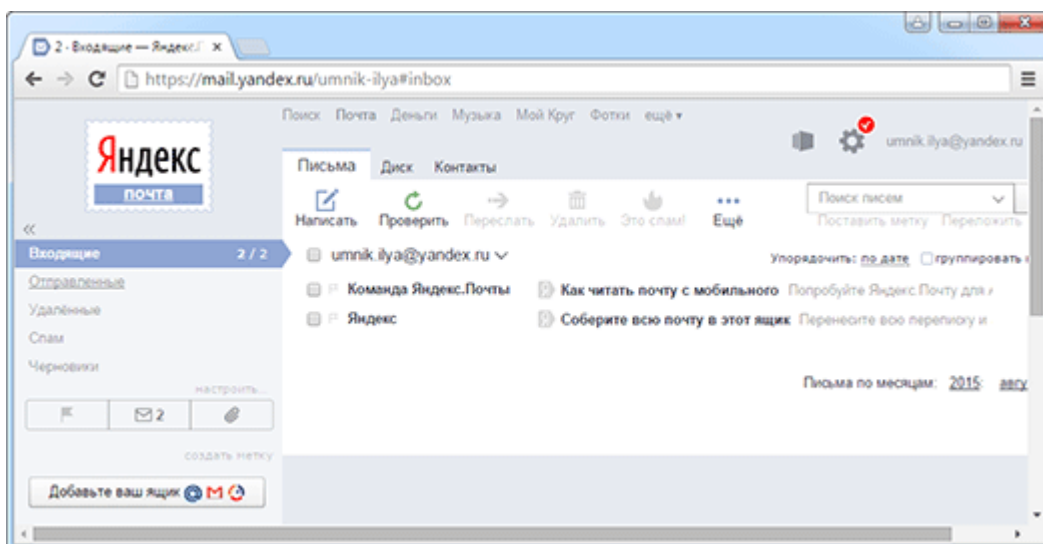 2 · Входящие — Яндекс.Г
https://mail.yandex.ru/umnik-ilya#inbox
Поиск Почта Деньги Музыка Мой Круг Фотки ещё
Яндекс
почта
umnik.ilya@yandex.ru
Письма Диск Контакты
Написать Проверить Переслать Удалить Это спам! Ещё
Поиск писем
Поставить метку Переложить
«
Входящие 2 / 2
Отправленные
Удалённые
Спам
Черновики
настроить...
2
создать метку
Добавьте ваш ящик
umnik.ilya@yandex.ru
Упорядочить: по дате группировать
Команда Яндекс.Почты Как читать почту с мобильного Попробуйте Яндекс.Почту для
Яндекс Соберите всю почту в этот ящик Перенесите всю переписку и
Письма по месяцам: 2015: авгу